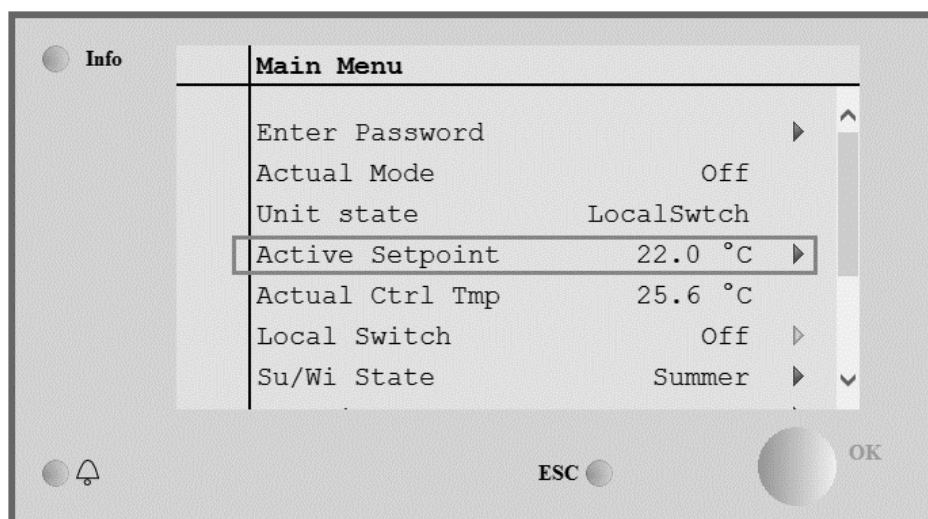 Info
Main Menu
Enter Password
Actual Mode Off
Unit state LocalSwtch
Active Setpoint 22.0 °C
Actual Ctrl Tmp 25.6 °C
Local Switch Off
Su/Wi State Summer
ESC
OK